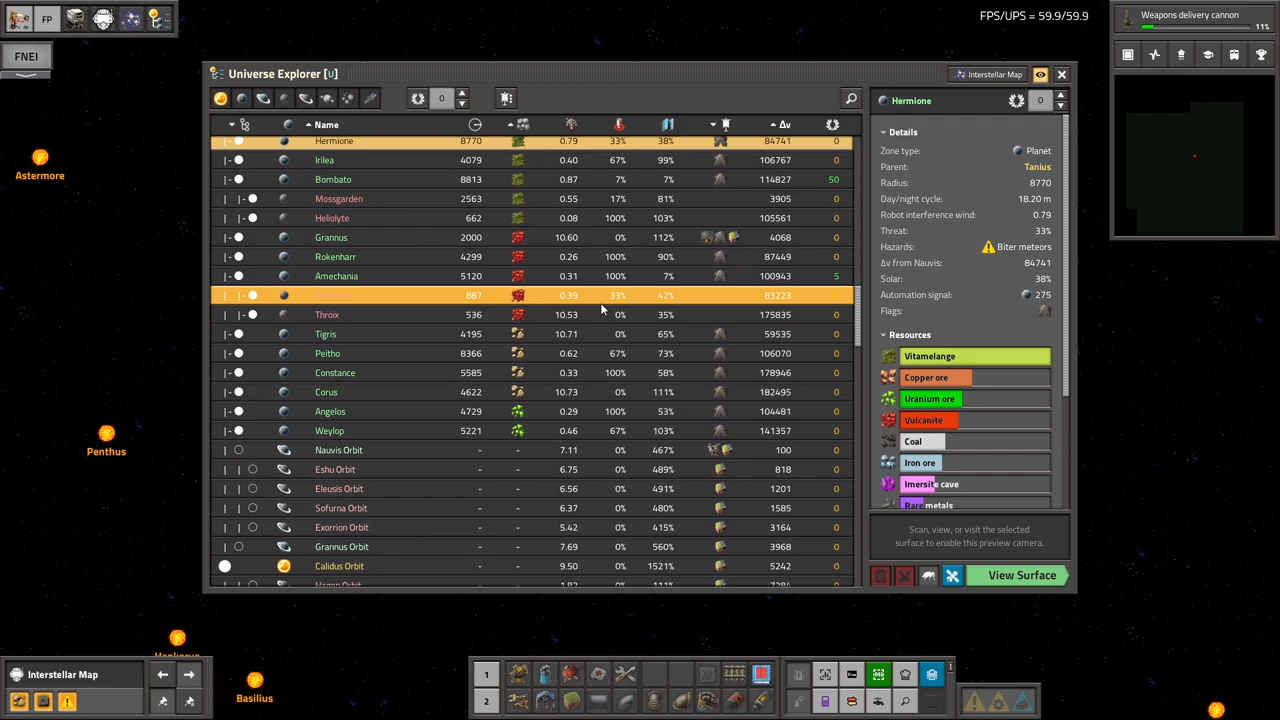 FP
FPS/UPS = 59.9/59.9
Weapons delivery cannon
11%
FNEI
Universe Explorer [U]
Interstellar Map
0
Hermione
0
Name
Δv
Hermione 8770 0.79 33% 38% 84741 0
Irilea 4079 0.40 67% 99% 106767 0
Bombato 8813 0.87 7% 7% 114827 50
Mossgarden 2563 0.55 17% 81% 3905 0
Heliolyte 662 0.08 100% 103% 105561 0
Grannus 2000 10.60 0% 112% 4068 0
Rokenharr 4299 0.26 100% 90% 87449 0
Amechania 5120 0.31 100% 7% 100943 5
887 0.39 33% 42% 83223 0
Throix 536 10.53 0% 35% 175835 0
Tigris 4195 10.71 0% 65% 59535 0
Peitho 8366 0.62 67% 73% 106070 0
Constance 5585 0.33 100% 58% 178946 0
Corus 4622 10.73 0% 111% 182495 0
Angelos 4729 0.29 100% 53% 104481 0
Weylop 5221 0.46 67% 103% 141357 0
Nauvis Orbit - - 7.11 0% 467% 100 0
Eshu Orbit - - 6.75 0% 489% 818 0
Eleusis Orbit - - 6.56 0% 491% 1201 0
Sofurna Orbit - - 6.37 0% 480% 1585 0
Exorrion Orbit - - 5.42 0% 415% 3164 0
Grannus Orbit - - 7.69 0% 560% 3968 0
Calidus Orbit - - 9.50 0% 1521% 5242 0
Details
Zone type: Planet
Parent: Tanius
Radius: 8770
Day/night cycle: 18.20 m
Robot interference wind: 0.79
Threat: 33%
Hazards: Biter meteors
Δv from Nauvis: 84741
Solar: 38%
Automation signal: 275
Flags:
Resources
Vitamelange
Copper ore
Uranium ore
Vulcanite
Coal
Iron ore
Imersite cave
Rare metals
Scan, view, or visit the selected
surface to enable this preview camera.
View Surface
Astermore
Penthus
Basilius
Interstellar Map
1
2